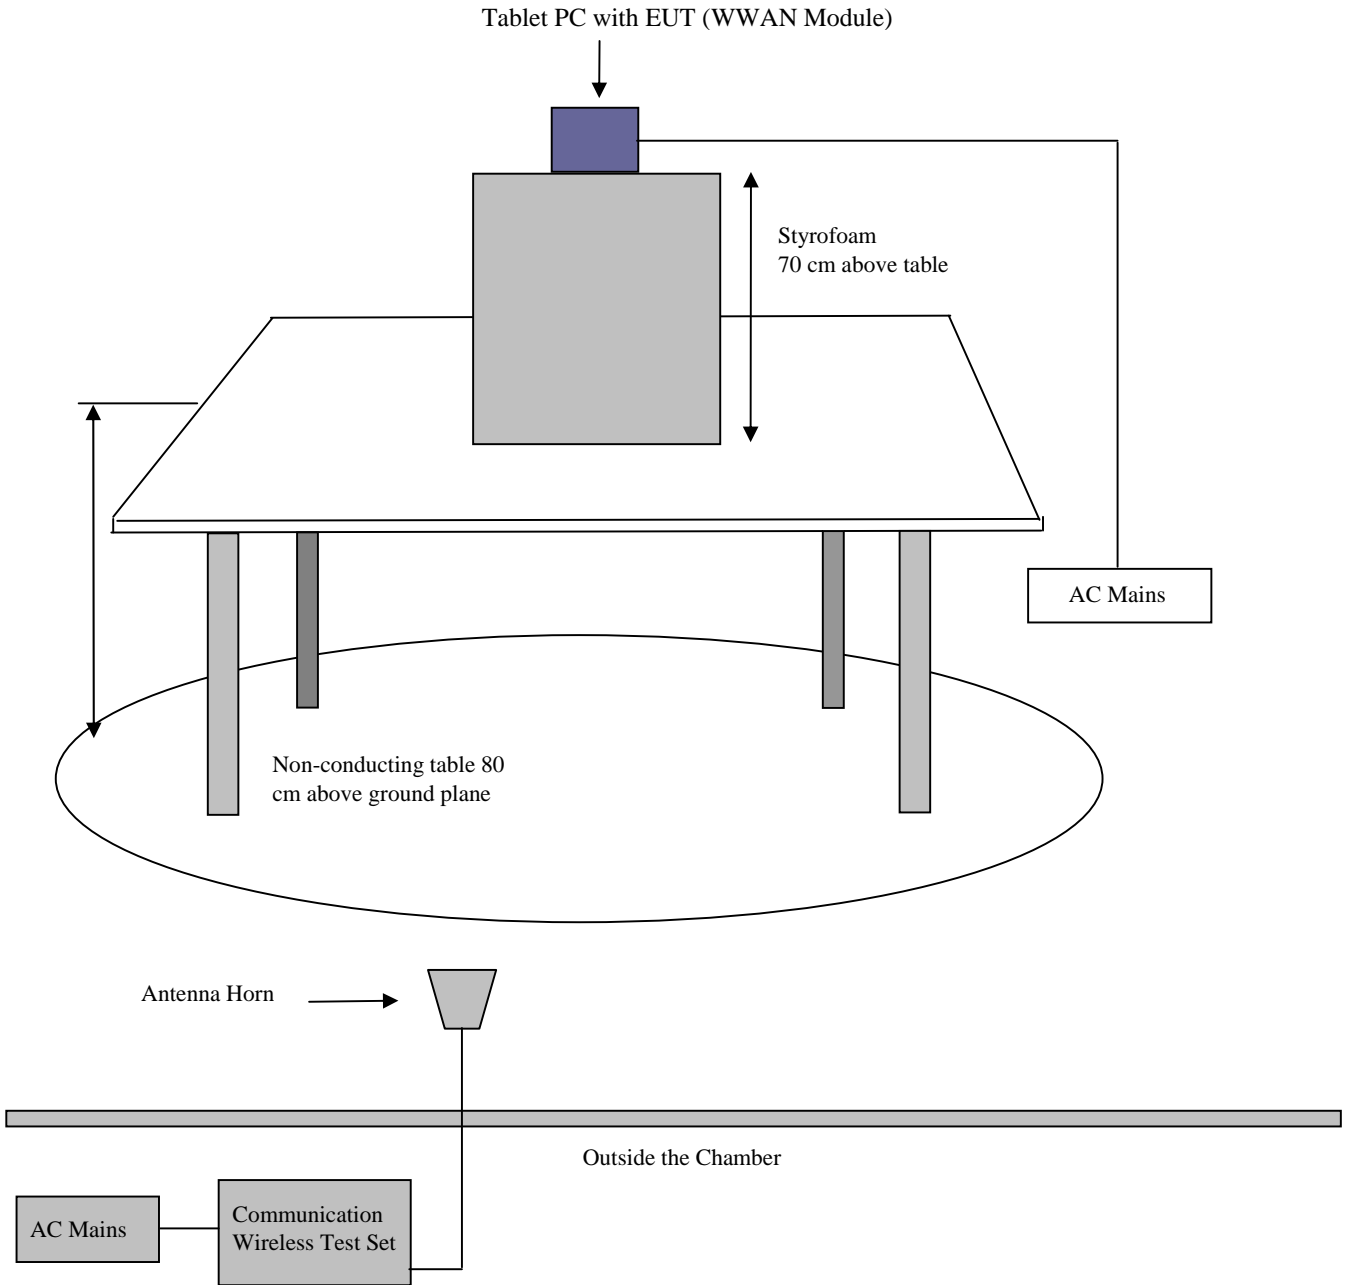 Tablet PC with EUT (WWAN Module)
Styrofoam
70 cm above table
AC Mains
Non-conducting table 80
cm above ground plane
Antenna Horn
Outside the Chamber
AC Mains
Communication
Wireless Test Set